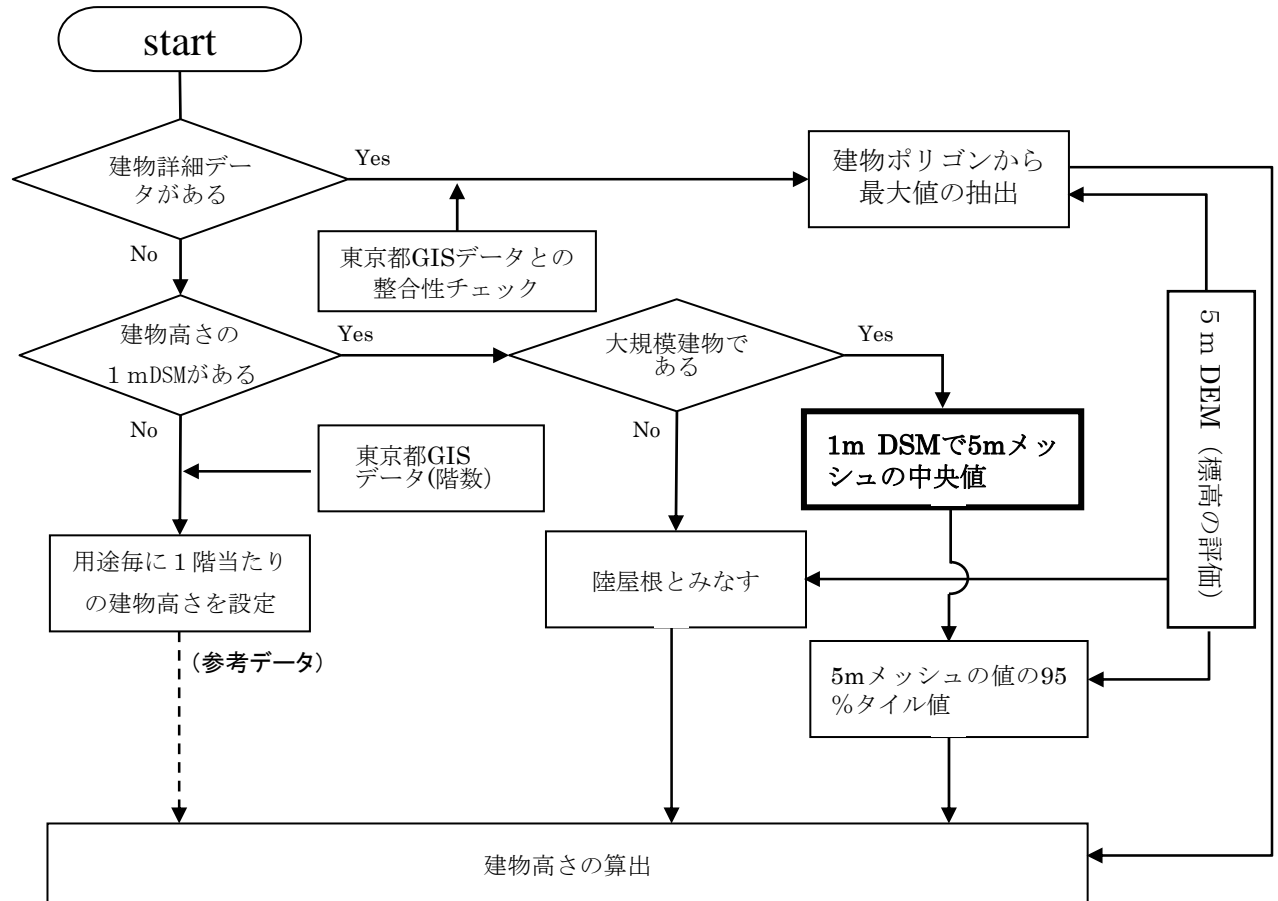 start
建物詳細デー
タがある
Yes
建物ポリゴンから
最大値の抽出
No
東京都GISデータとの
整合性チェック
建物高さの
１mDSMがある
Yes
大規模建物で
ある
Yes
５ｍ DEM（標高の評価）
No
東京都GIS
データ(階数）
No
1m DSMで5mメッ
シュの中央値
用途毎に１階当たり
の建物高さを設定
陸屋根とみなす
（参考データ）
5mメッシュの値の95
%タイル値
建物高さの算出